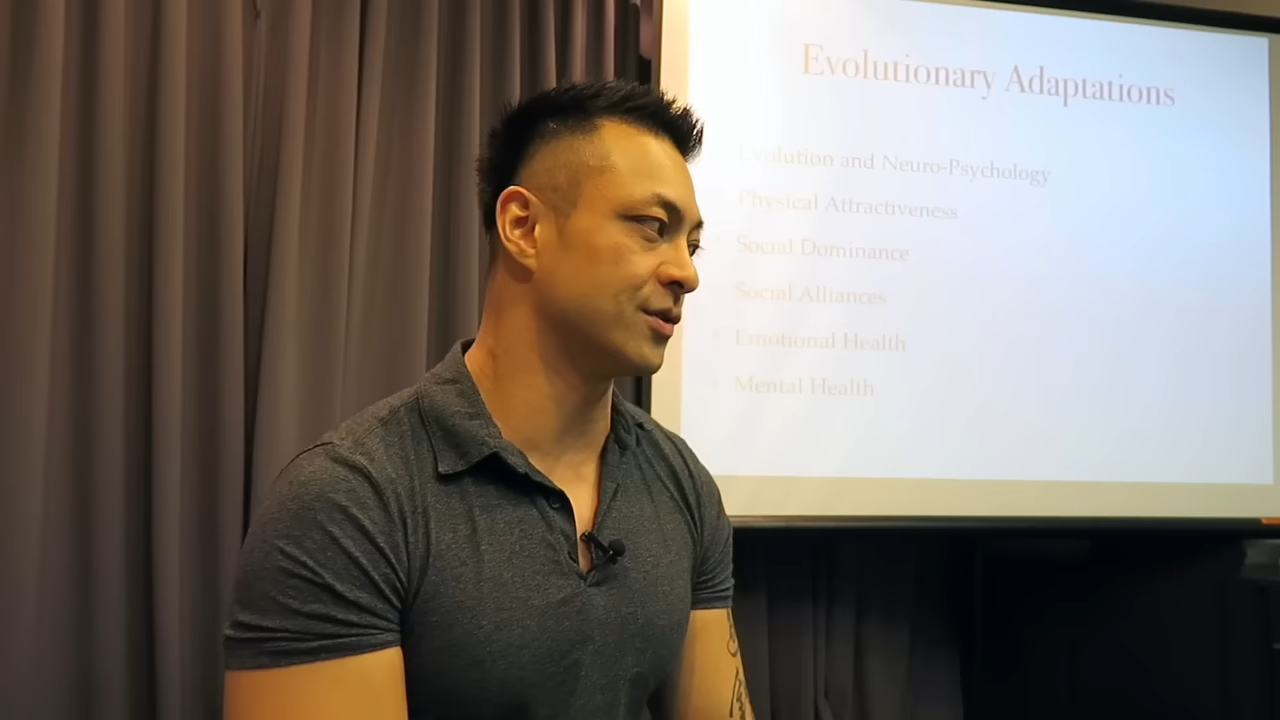 Evolutionary Adaptations
Evolution and Neuro-Psychology
Physical Attractiveness
Social Dominance
Social Alliances
Emotional Health
Mental Health